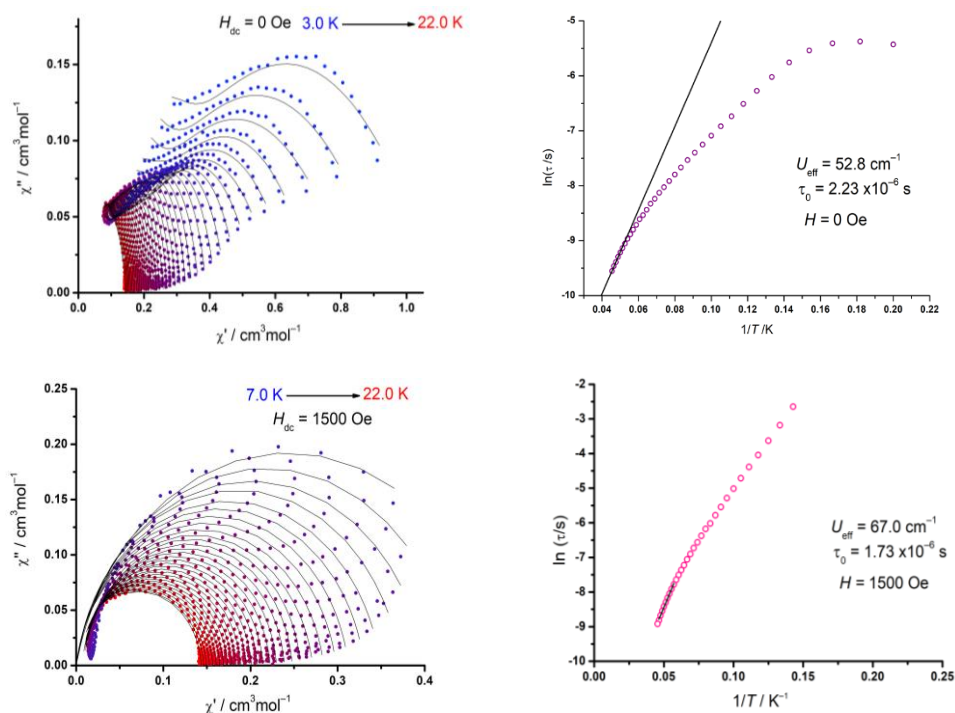 H_dc = 0 Oe 3.0 K → 22.0 K
0.15
0.10
0.05
0.00
χ'' / cm³mol⁻¹
0.0 0.2 0.4 0.6 0.8 1.0
χ' / cm³mol⁻¹
-5
-6
-7
-8
-9
-10
ln(τ /s)
U_eff = 52.8 cm⁻¹
τ₀ = 2.23 x10⁻⁶ s
H = 0 Oe
0.04 0.06 0.08 0.10 0.12 0.14 0.16 0.18 0.20 0.22
1/T /K
0.25
0.20
0.15
0.10
0.05
0.00
χ'' / cm³mol⁻¹
7.0 K → 22.0 K
H_dc = 1500 Oe
0.0 0.1 0.2 0.3 0.4
χ' / cm³mol⁻¹
-2
-3
-4
-5
-6
-7
-8
-9
-10
ln (τ/s)
U_eff = 67.0 cm⁻¹
τ₀ = 1.73 x10⁻⁶ s
H = 1500 Oe
0.00 0.05 0.10 0.15 0.20 0.25
1/T / K⁻¹